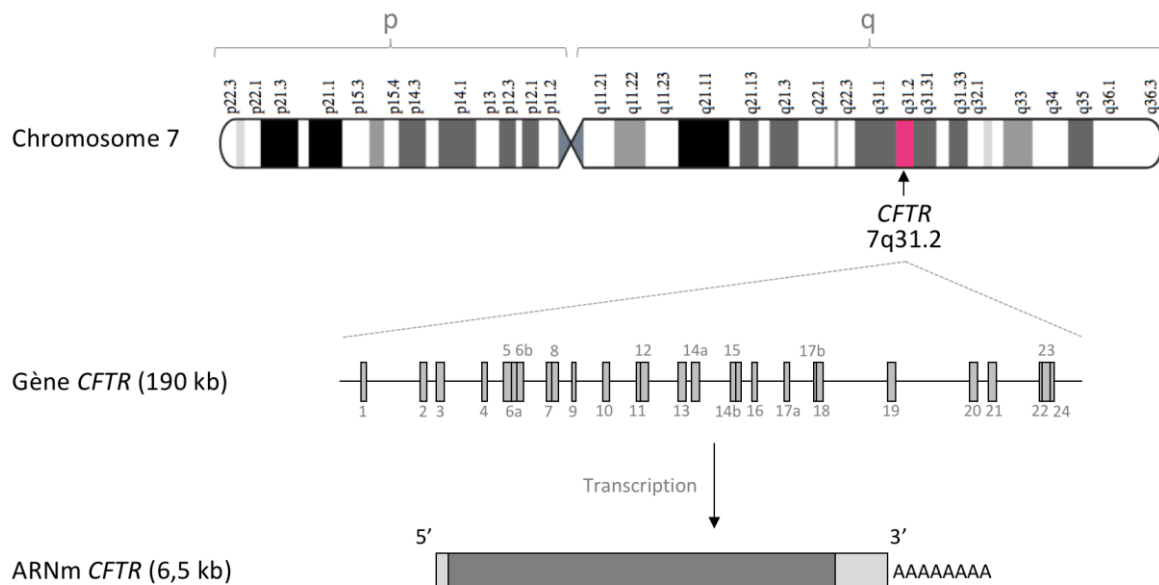 p q
p22.3 p22.1 p21.3 p21.1 p15.3 p15.4 p14.3 p14.1 p13 p12.3 p12.1 p11.2 q11.21 q11.22 q11.23 q21.11 q21.13 q21.3 q22.1 q22.3 q31.1 q31.2 q31.31 q31.33 q32.1 q33 q34 q35 q36.1 q36.3
Chromosome 7
CFTR
7q31.2
5 6b 8 12 14a 15 17b 23
Gène CFTR (190 kb)
1 2 3 4 6a 7 9 10 11 13 14b 16 17a 18 19 20 21 22 24
Transcription
5’ 3’
ARNm CFTR (6,5 kb) AAAAAAAA